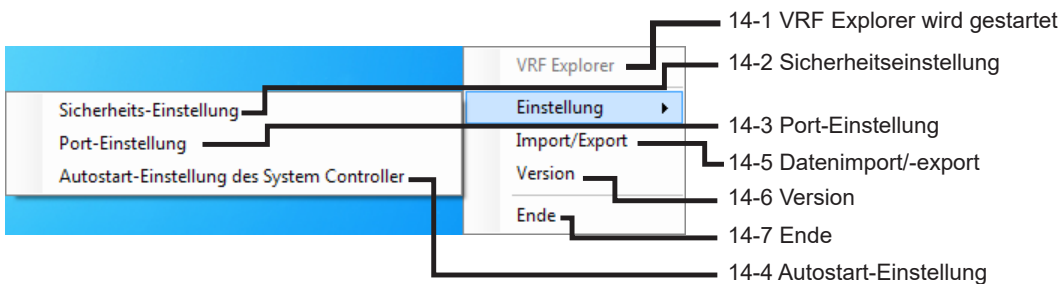 14-1 VRF Explorer wird gestartet
VRF Explorer
14-2 Sicherheitseinstellung
Sicherheits-Einstellung
Einstellung
14-3 Port-Einstellung
Port-Einstellung
Import/Export
14-5 Datenimport/-export
Autostart-Einstellung des System Controller
Version
14-6 Version
Ende
14-7 Ende
14-4 Autostart-Einstellung